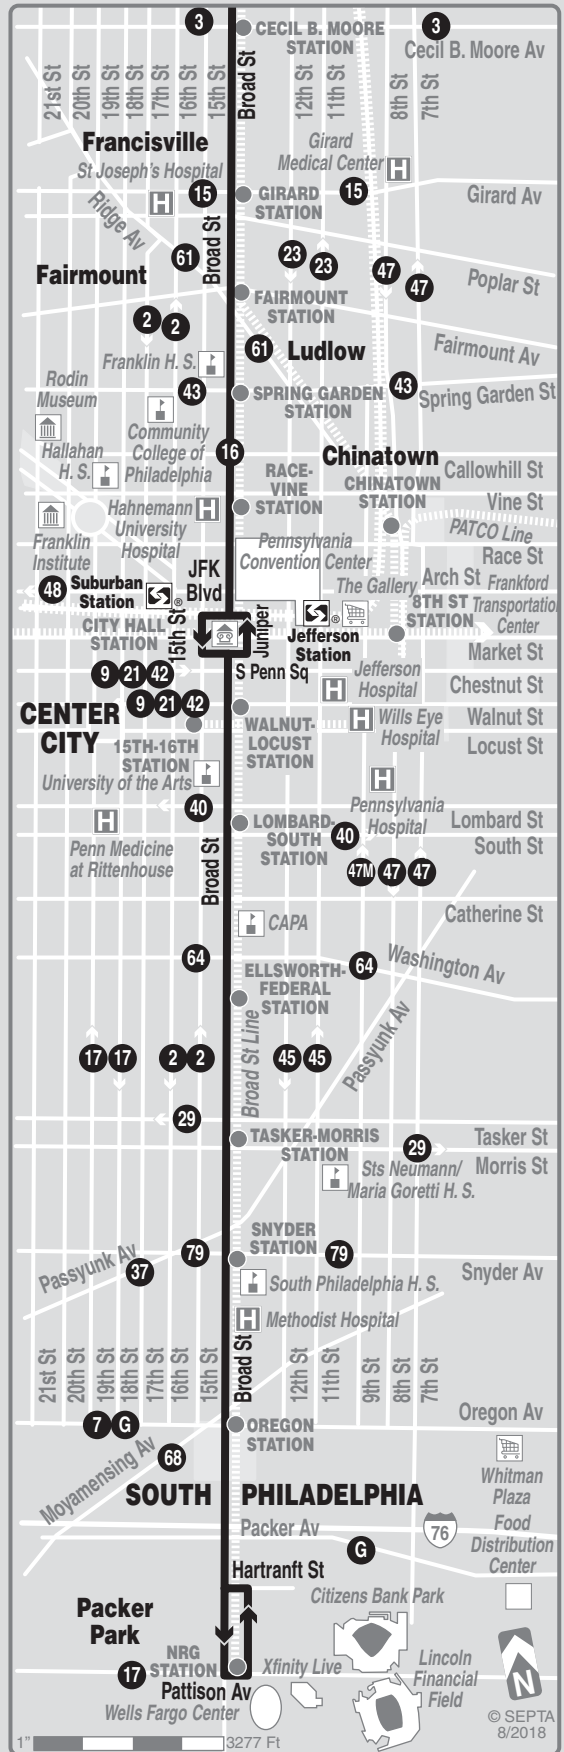 3
CECIL B. MOORE
STATION
3
Cecil B. Moore Av
21st St
20th St
19th St
18th St
17th St
16th St
15th St
Broad St
12th St
11th St
8th St
7th St
Francisville
St Joseph's Hospital
H
15
Girard
Medical Center
H
GIRARD
STATION
15
Girard Av
Ridge Av
Broad St
61
23
23
47
47
Poplar St
Fairmount
FAIRMOUNT
STATION
2
2
Franklin H. S.
61
Ludlow
Fairmount Av
Rodin
Museum
43
SPRING GARDEN
STATION
43
Spring Garden St
Hallahan
H. S.
Community
College of
Philadelphia
16
Chinatown
RACE-
VINE
STATION
CHINATOWN
STATION
Callowhill St
Vine St
Franklin
Institute
Hahnemann
University
Hospital
H
PATCO Line
Pennsylvania
Convention Center
Race St
48
Suburban
Station
®
JFK
Blvd
The Gallery
Arch St
Frankford
Transportation
Center
8TH ST
STATION
CITY HALL
STATION
15th St
Juniper
®
Jefferson
Station
Market St
9
21
42
S Penn Sq
Jefferson
Hospital
H
Chestnut St
9
21
42
CENTER
CITY
15TH-16TH
STATION
WALNUT-
LOCUST
STATION
H
Wills Eye
Hospital
Walnut St
Locust St
University of the Arts
H
Pennsylvania
Hospital
40
H
Penn Medicine
at Rittenhouse
LOMBARD-
SOUTH
STATION
40
Lombard St
South St
Broad St
47M
47
47
CAPA
Catherine St
64
ELLSWORTH-
FEDERAL
STATION
64
Washington Av
Passyunk Av
Broad St Line
17
17
2
2
45
45
29
TASKER-MORRIS
STATION
29
Tasker St
Morris St
Sts Neumann/
Maria Goretti H. S.
Passyunk Av
37
79
SNYDER
STATION
79
Snyder Av
South Philadelphia H. S.
H
Methodist Hospital
21st St
20th St
19th St
18th St
17th St
16th St
15th St
Broad St
12th St
11th St
9th St
8th St
7th St
7
G
OREGON
STATION
Oregon Av
Moyamensing Av
68
Whitman
Plaza
SOUTH PHILADELPHIA
Packer Av
76
G
Food
Distribution
Center
Hartranft St
Packer
Park
Citizens Bank Park
17
NRG
STATION
Xfinity Live
Lincoln
Financial
Field
Pattison Av
Wells Fargo Center
N
© SEPTA
8/2018
1"
3277 Ft